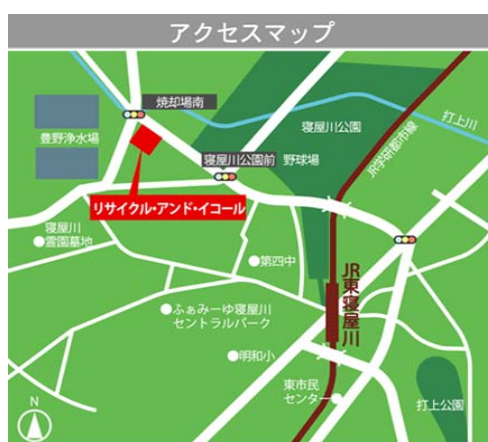 アクセスマップ
焼却場南
豊野浄水場
寝屋川公園
打上川
JR学研都市線
寝屋川公園前
野球場
リサイクル・アンド・イコール
寝屋川
霊園墓地
第四中
JR東寝屋川
ふぁみーゆ寝屋川
セントラルパーク
明和小
東市民
センター
打上公園
N